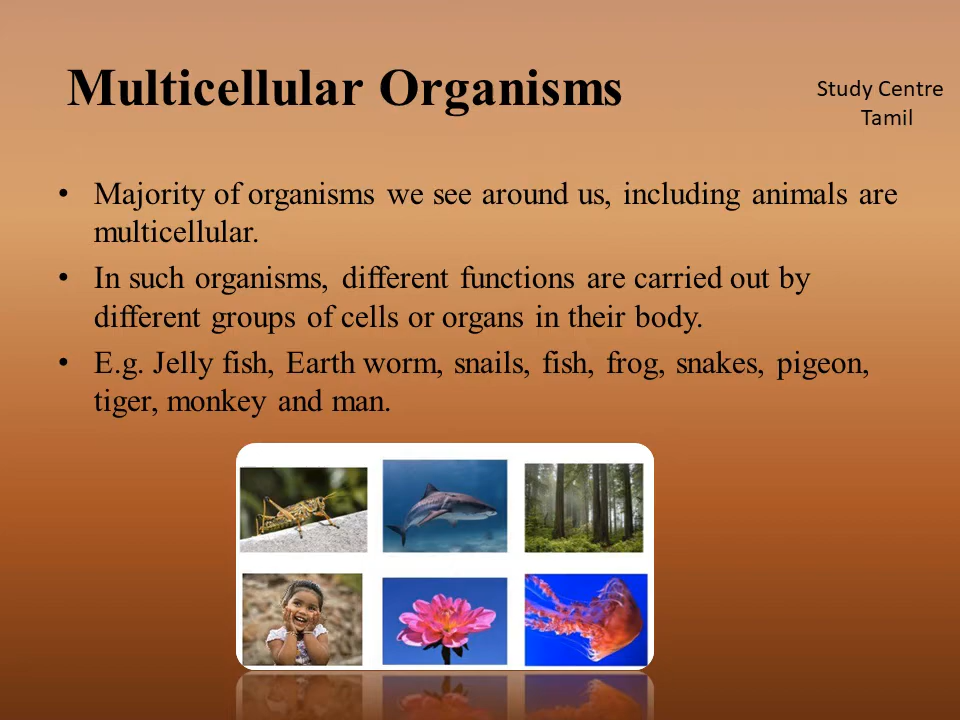 Multicellular Organisms
Study Centre
Tamil
• Majority of organisms we see around us, including animals are
multicellular.
• In such organisms, different functions are carried out by
different groups of cells or organs in their body.
• E.g. Jelly fish, Earth worm, snails, fish, frog, snakes, pigeon,
tiger, monkey and man.